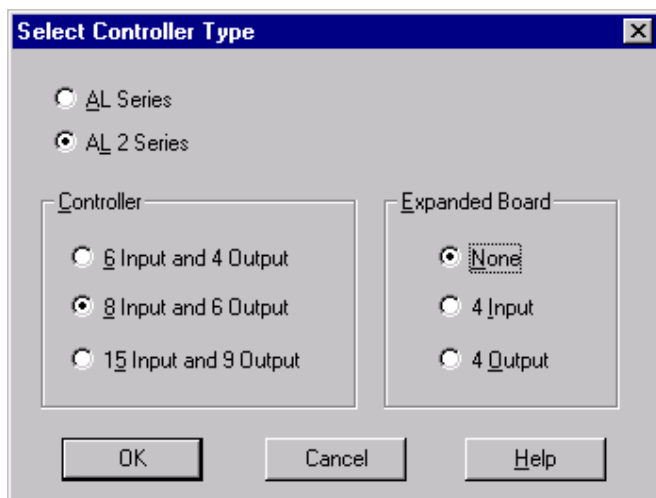 Select Controller Type
AL Series
AL 2 Series
Controller
6 Input and 4 Output
8 Input and 6 Output
15 Input and 9 Output
Expanded Board
None
4 Input
4 Output
OK
Cancel
Help